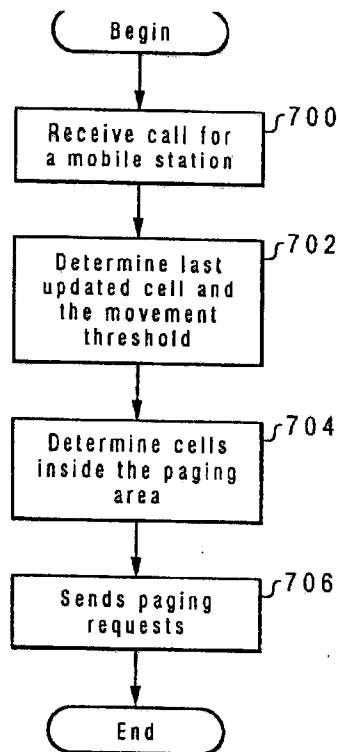 Begin
700
Receive call for
a mobile station
702
Determine last
updated cell and
the movement
threshold
704
Determine cells
inside the paging
area
706
Sends paging
requests
End